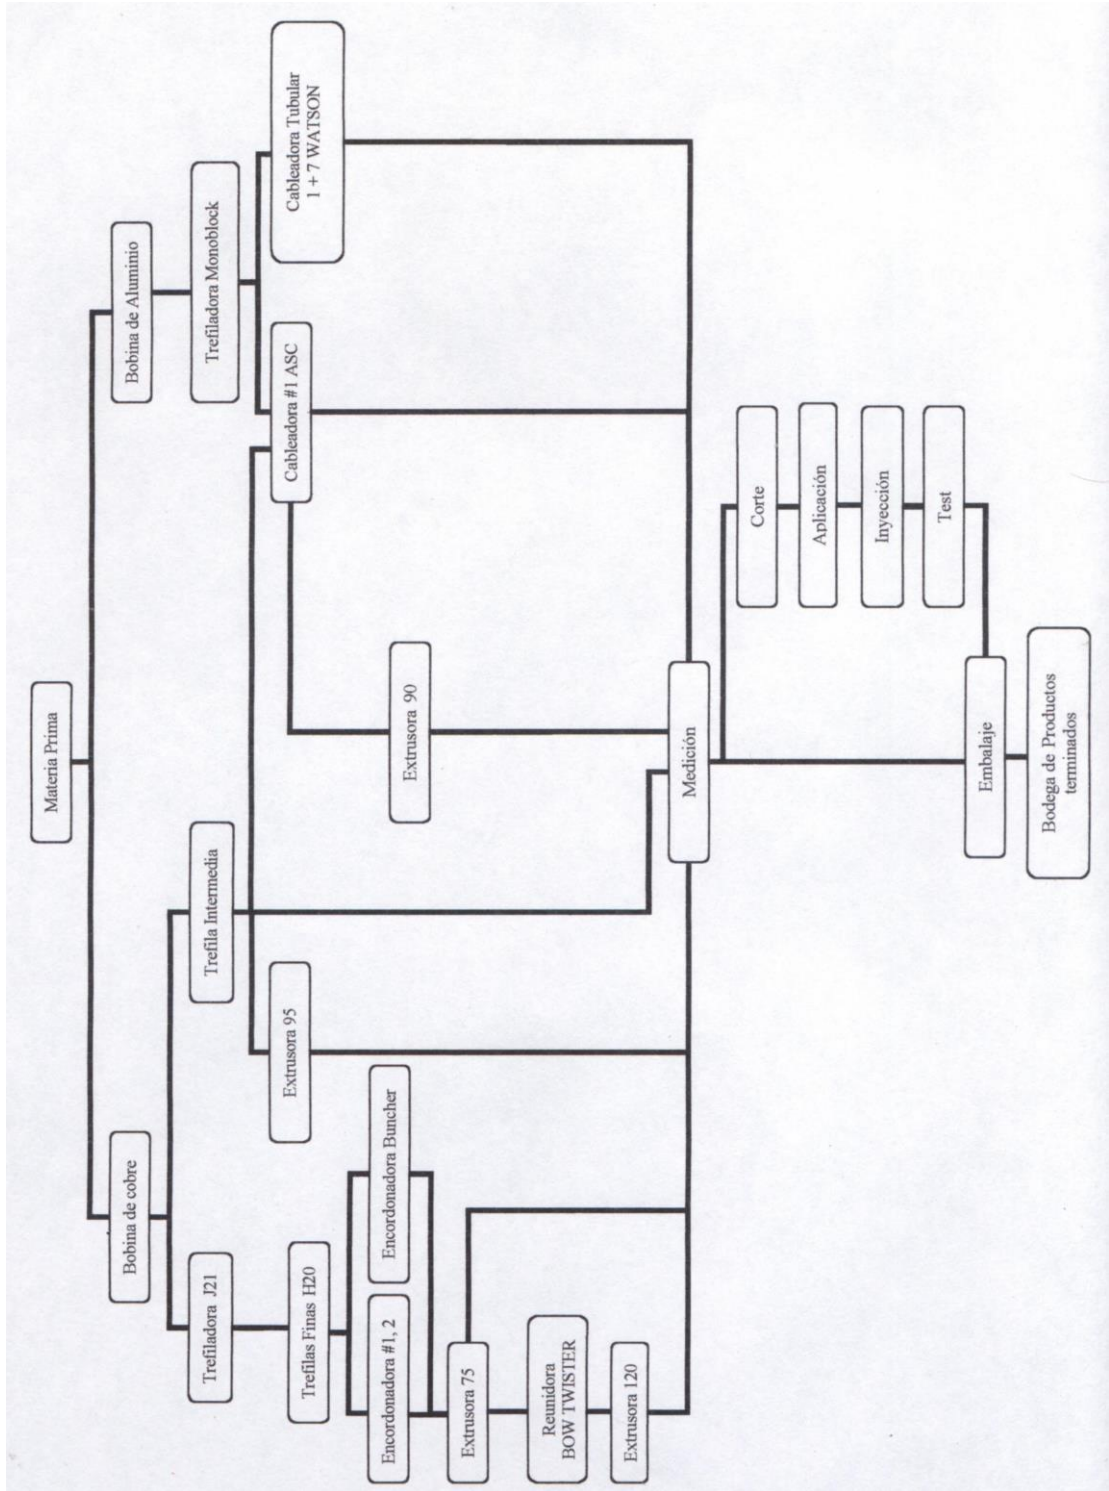 Materia Prima
Bobina de cobre
Bobina de Aluminio
Trefiladora J21
Trefila Intermedia
Trefiladora Monoblock
Trefilas Finas H20
Extrusora 95
Cableadora #1 ASC
Cableadora Tubular
1 + 7 WATSON
Encordonadora #1, 2
Encordonadora Buncher
Extrusora 90
Extrusora 75
Reunidora
BOW TWISTER
Extrusora 120
Medición
Corte
Aplicación
Inyección
Test
Embalaje
Bodega de Productos
terminados